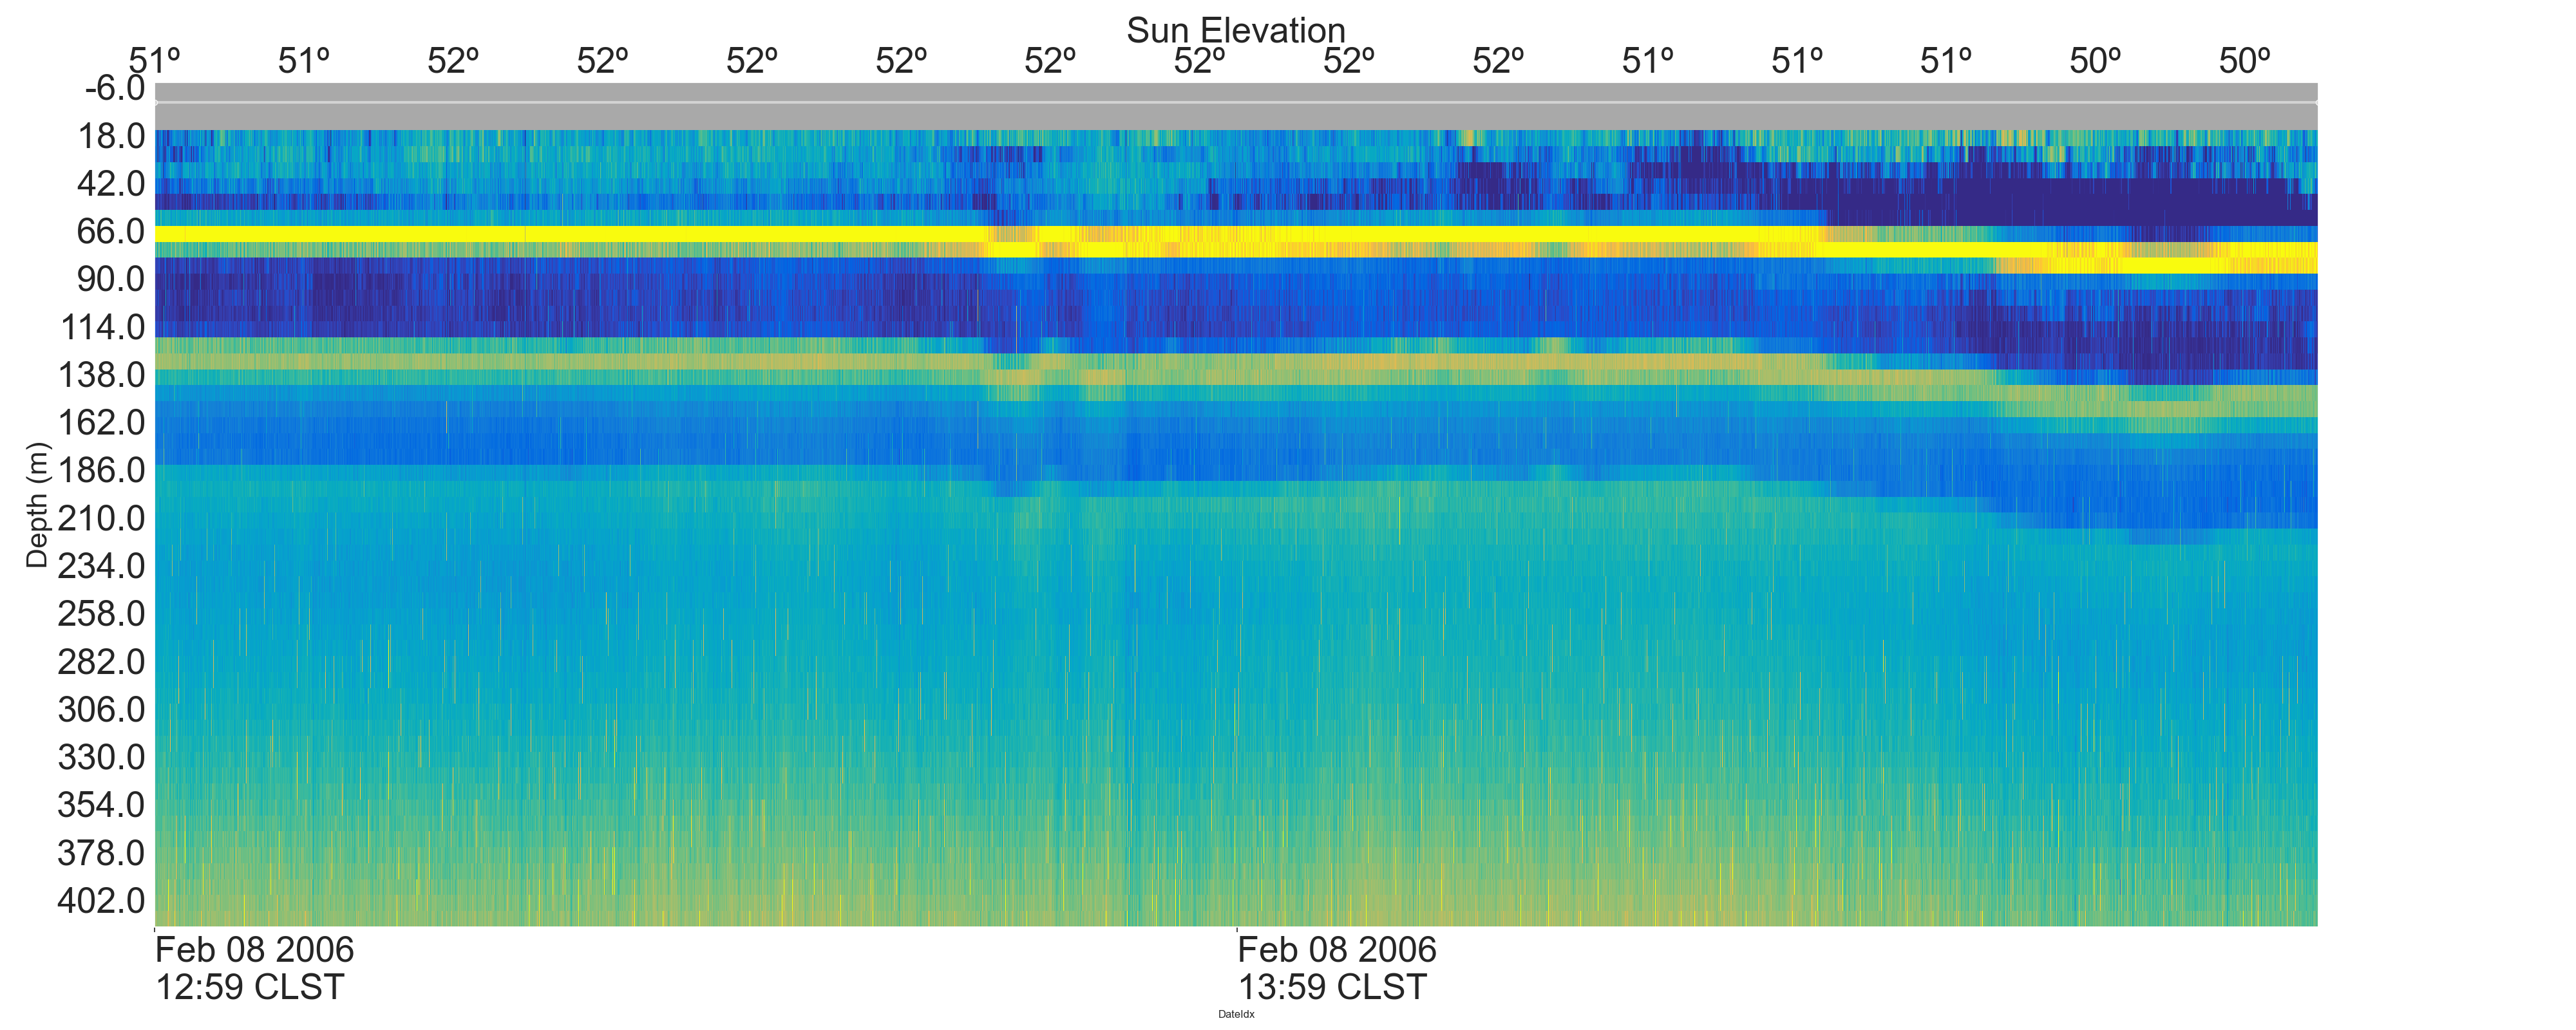 Sun Elevation
51º 51º 52º 52º 52º 52º 52º 52º 52º 52º 51º 51º 51º 50º 50º
-6.0
18.0
42.0
66.0
90.0
114.0
138.0
162.0
186.0
210.0
234.0
258.0
282.0
306.0
330.0
354.0
378.0
402.0
Depth (m)
Feb 08 2006
12:59 CLST
Feb 08 2006
13:59 CLST
DateIdx